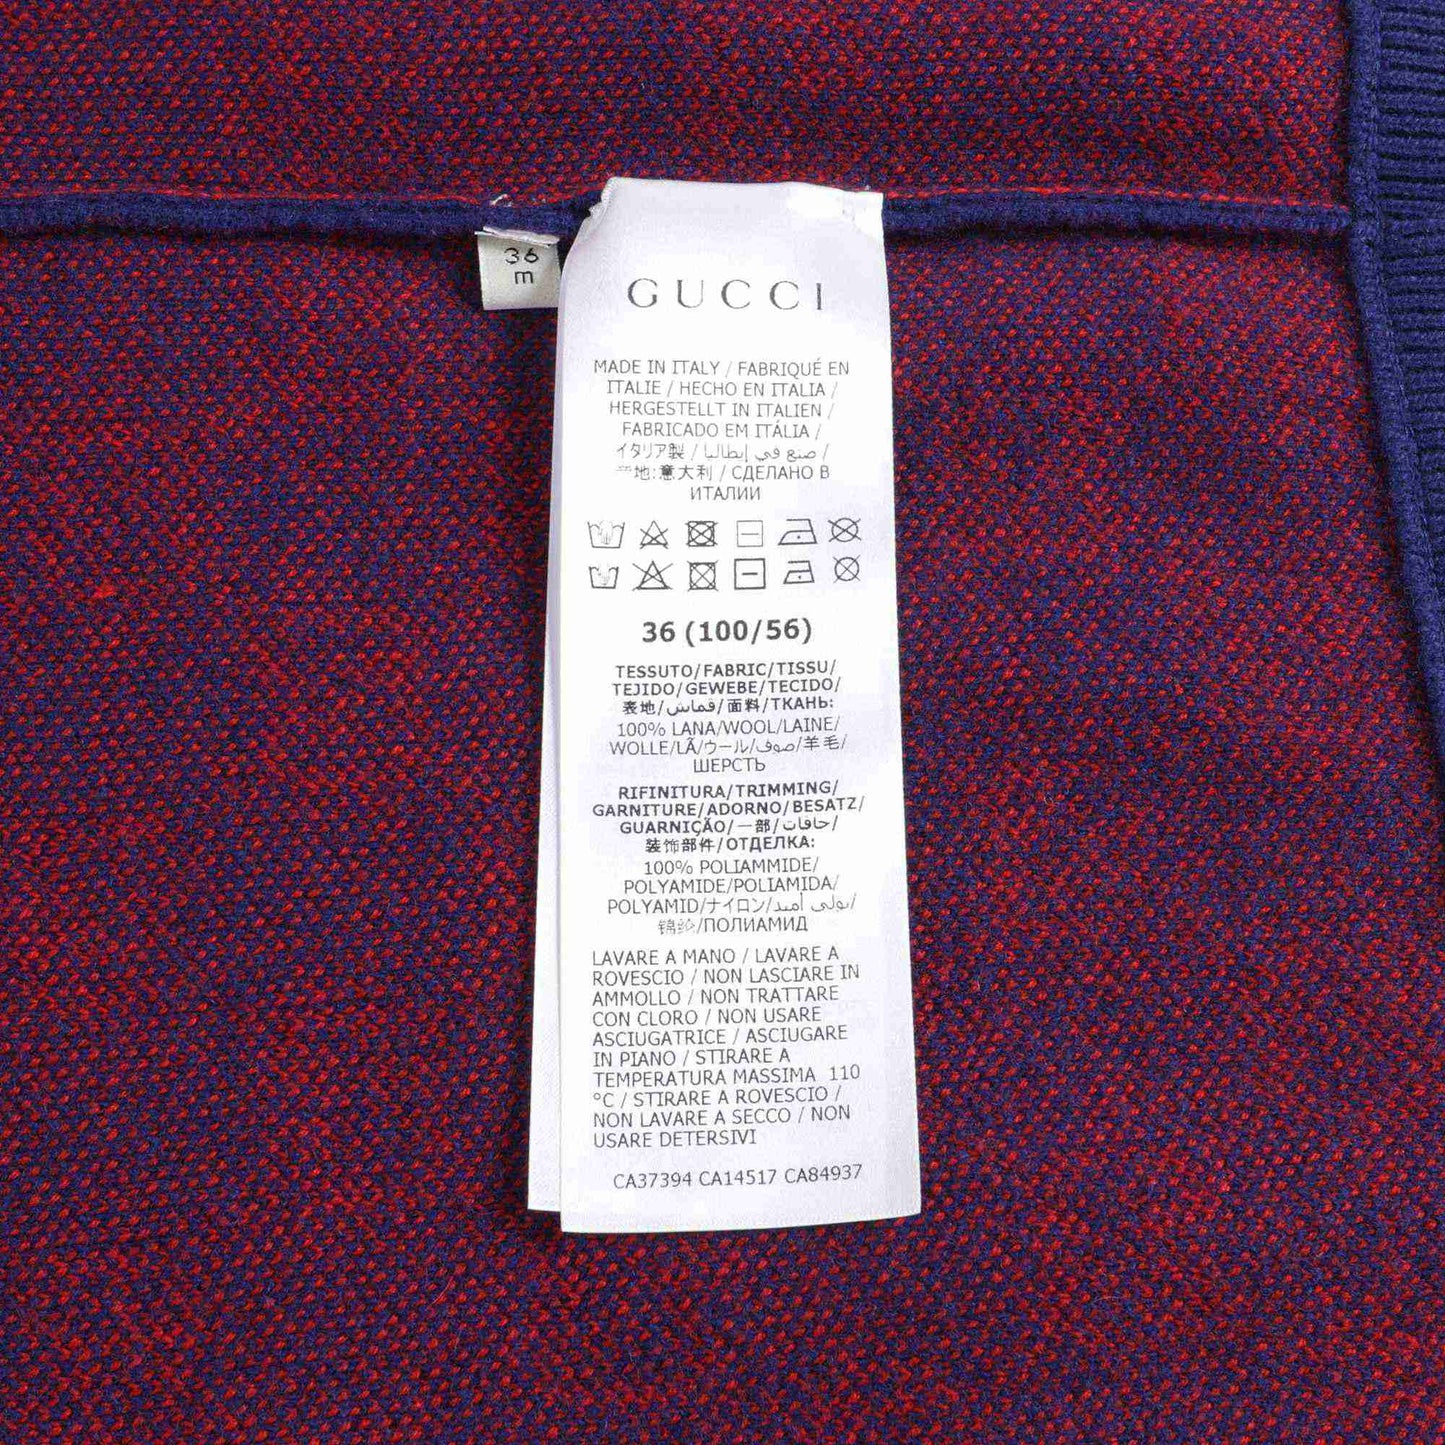 36
m
GUCCI
MADE IN ITALY / FABRIQUÉ EN
ITALIE / HECHO EN ITALIA /
HERGESTELLT IN ITALIEN /
FABRICADO EM ITÁLIA /
イタリア製 / صنع في إيطاليا /
地:意大利 / СДЕЛАНО В
ИТАЛИИ
36 (100/56)
TESSUTO/FABRIC/TISSU/
TEJIDO/GEWEBE/TECIDO/
表地/قماش/面料/ТКАНЬ:
100% LANA/WOOL/LAINE/
WOLLE/LÃ/ウール/صوف/羊毛/
ШЕРСТЬ
RIFINITURA/TRIMMING/
GARNITURE/ADORNO/BESATZ/
GUARNIÇÃO/一部/حافات/
装饰部件/ОТДЕЛКА:
100% POLIAMMIDE/
POLYAMIDE/POLIAMIDA/
POLYAMID/ナイロン/بولي أميد/
锦纶/ПОЛИАМИД
LAVARE A MANO / LAVARE A
ROVESCIO / NON LASCIARE IN
AMMOLLO / NON TRATTARE
CON CLORO / NON USARE
ASCIUGATRICE / ASCIUGARE
IN PIANO / STIRARE A
TEMPERATURA MASSIMA 110
°C / STIRARE A ROVESCIO /
NON LAVARE A SECCO / NON
USARE DETERSIVI
CA37394 CA14517 CA84937